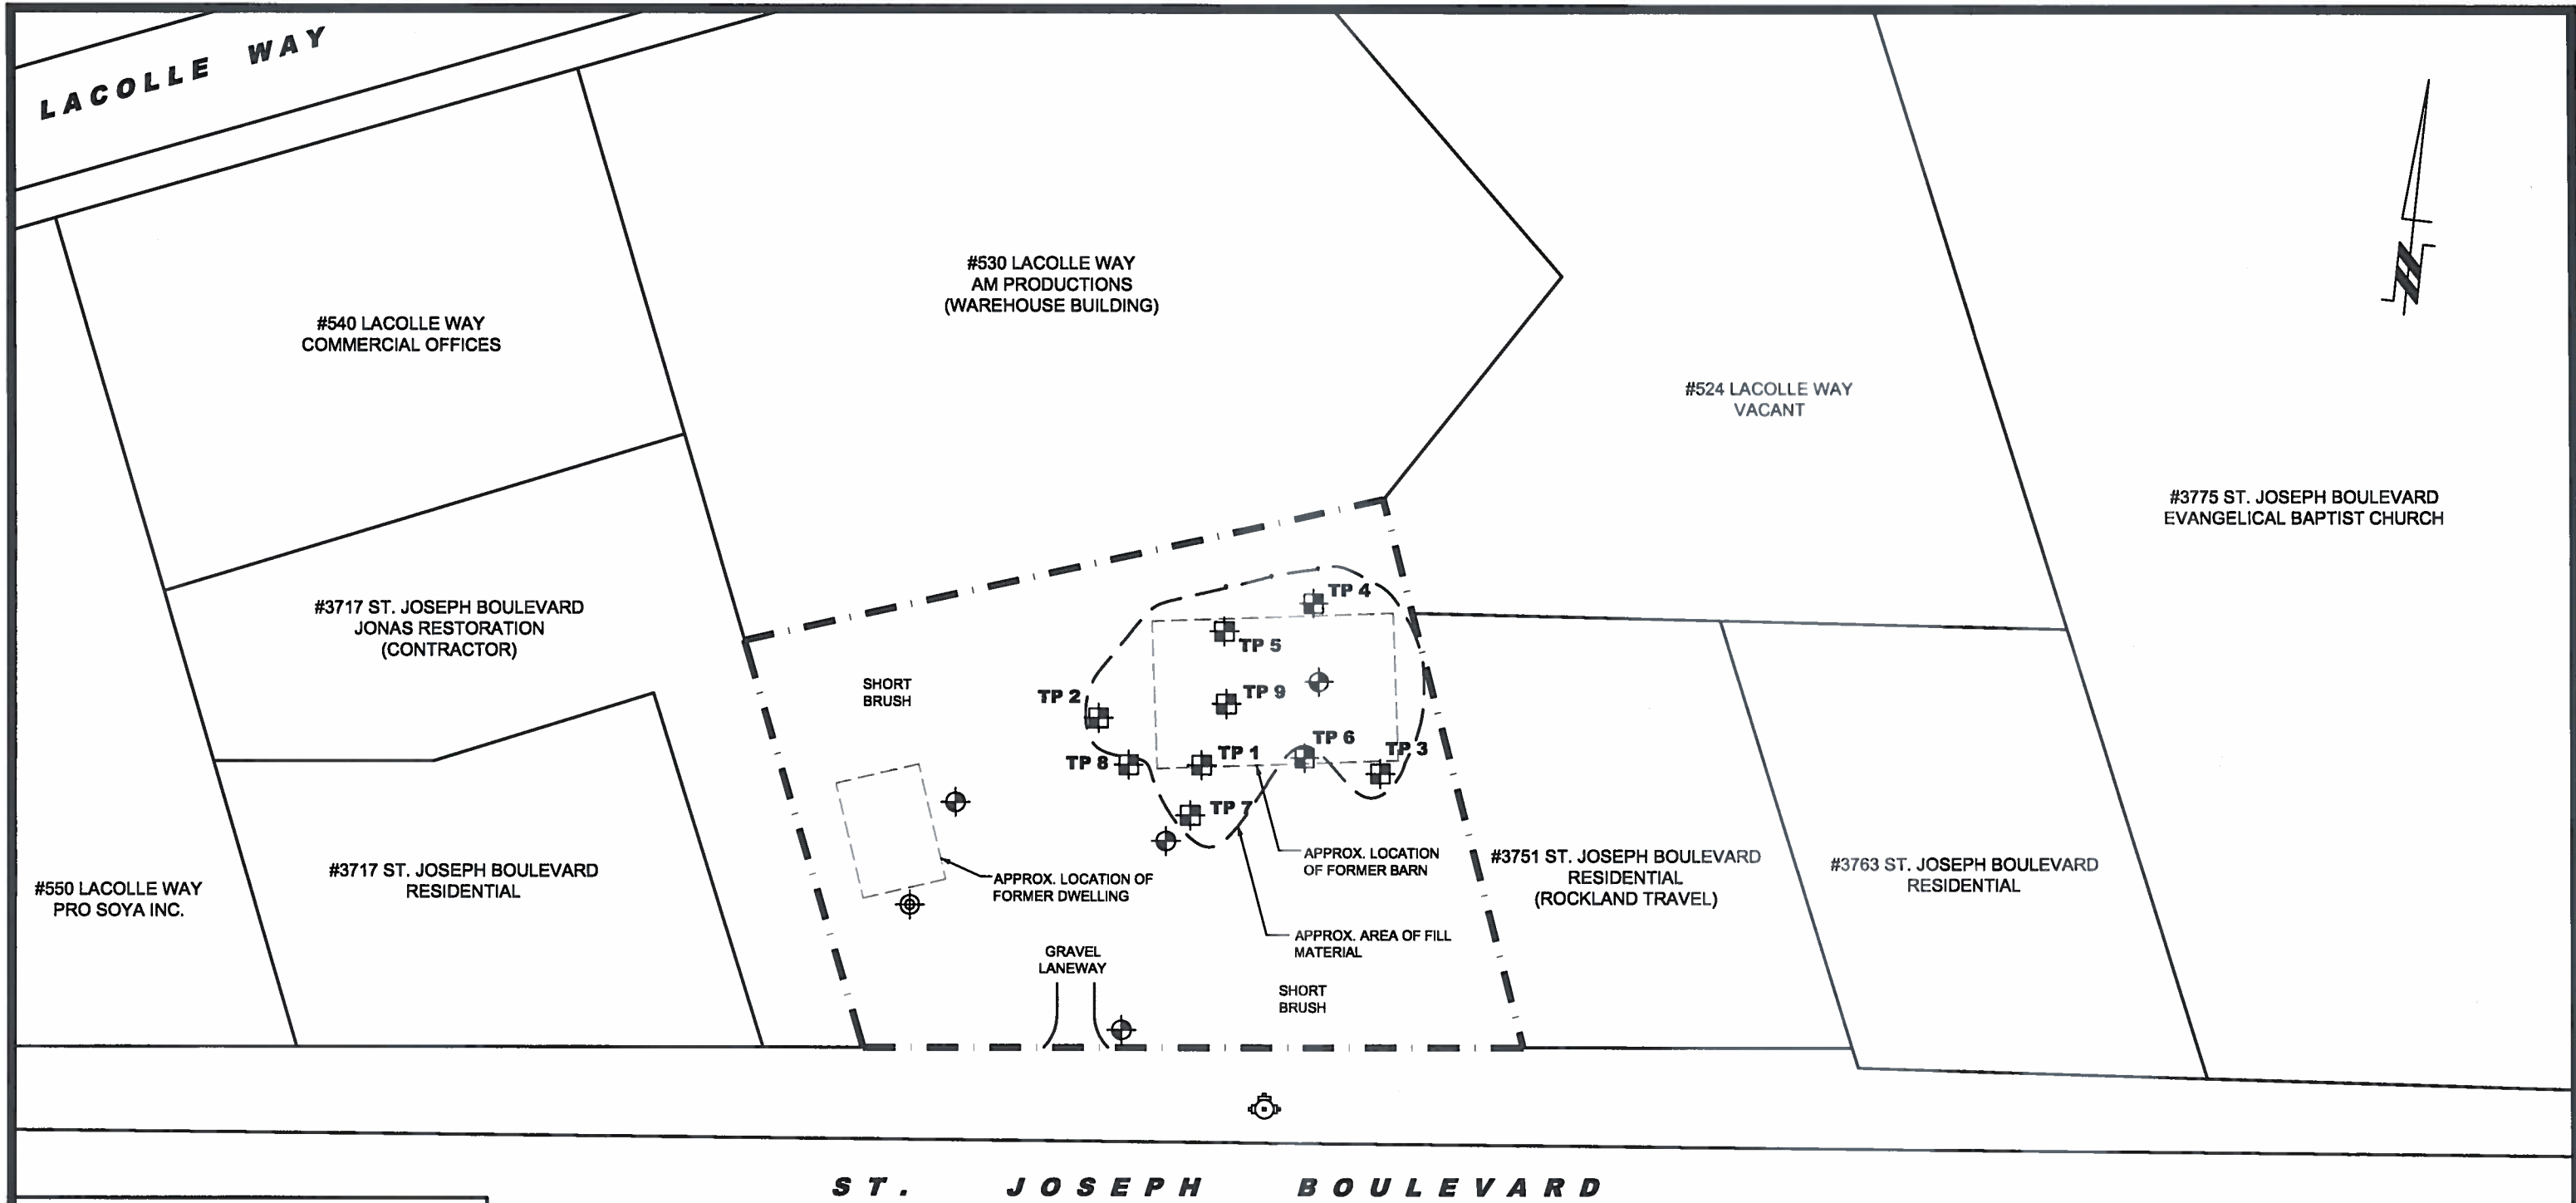 LACOLLE WAY
#530 LACOLLE WAY
AM PRODUCTIONS
(WAREHOUSE BUILDING)
#540 LACOLLE WAY
COMMERCIAL OFFICES
#524 LACOLLE WAY
VACANT
#3775 ST. JOSEPH BOULEVARD
EVANGELICAL BAPTIST CHURCH
#3717 ST. JOSEPH BOULEVARD
JONAS RESTORATION
(CONTRACTOR)
SHORT
BRUSH
TP 4
TP 5
TP 2
TP 9
TP 6
TP 3
TP 8
TP 1
TP 7
APPROX. LOCATION
OF FORMER BARN
APPROX. LOCATION OF
FORMER DWELLING
APPROX. AREA OF FILL
MATERIAL
#550 LACOLLE WAY
PRO SOYA INC.
#3717 ST. JOSEPH BOULEVARD
RESIDENTIAL
#3751 ST. JOSEPH BOULEVARD
RESIDENTIAL
(ROCKLAND TRAVEL)
#3763 ST. JOSEPH BOULEVARD
RESIDENTIAL
GRAVEL
LANEWAY
SHORT
BRUSH
N
ST. JOSEPH BOULEVARD